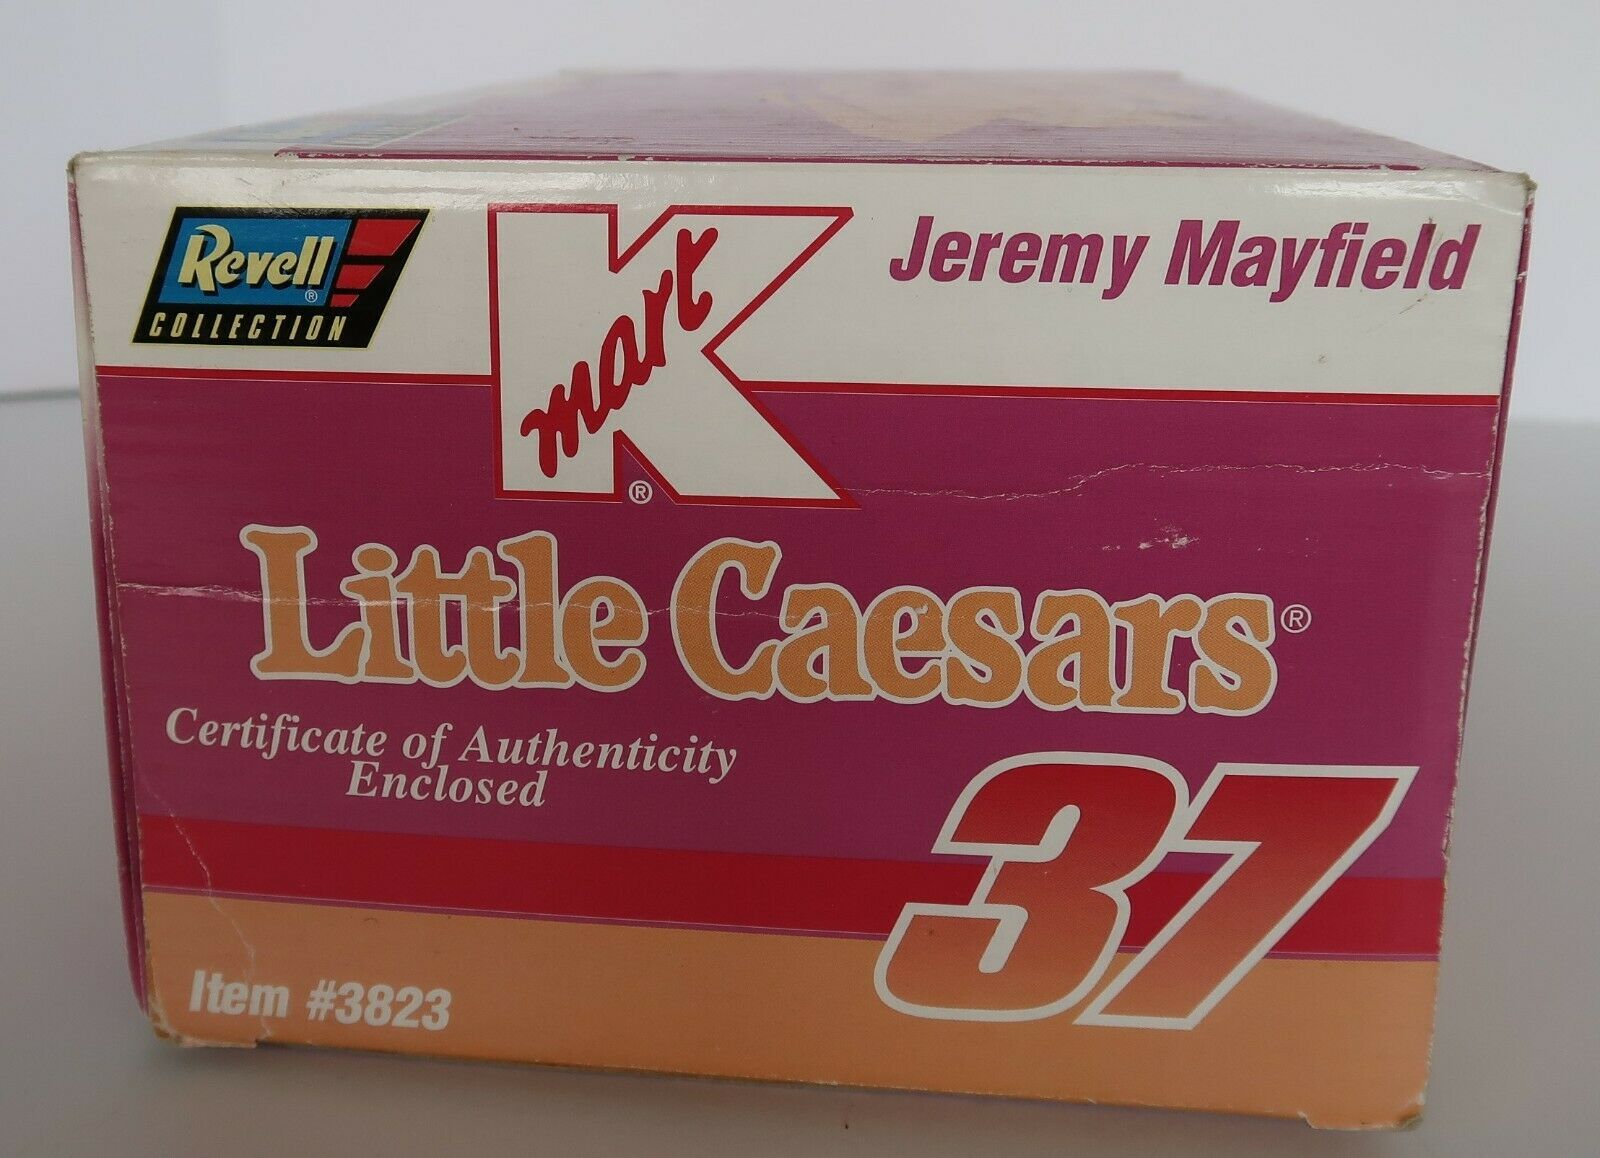 Revell®
COLLECTION
K
mart
®
Jeremy Mayfield
Little Caesars®
Certificate of Authenticity
Enclosed
37
Item #3823